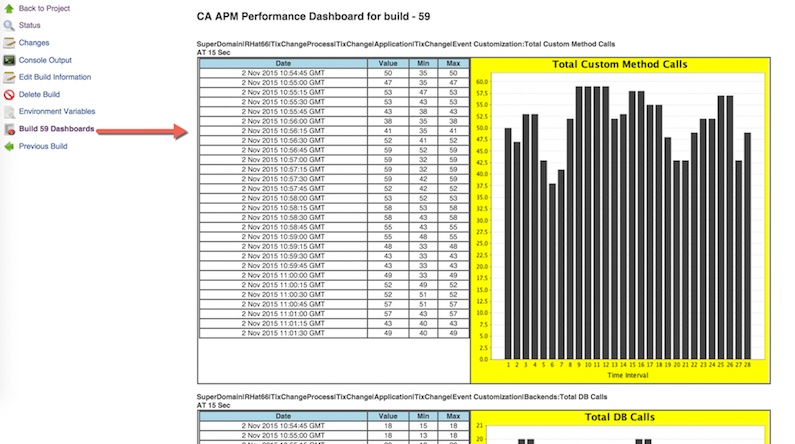 Back to Project
Status
Changes
Console Output
Edit Build Information
Delete Build
Environment Variables
Build 59 Dashboards
Previous Build
CA APM Performance Dashboard for build - 59
SuperDomain|RHat66|TixChangeProcess|TixChange|Application|TixChange|Event Customization:Total Custom Method Calls
AT 15 Sec
Date Value Min Max
2 Nov 2015 10:54:45 GMT 50 35 50
2 Nov 2015 10:55:00 GMT 47 35 47
2 Nov 2015 10:55:15 GMT 53 47 53
2 Nov 2015 10:55:30 GMT 53 43 53
2 Nov 2015 10:55:45 GMT 43 38 43
2 Nov 2015 10:56:00 GMT 38 35 38
2 Nov 2015 10:56:15 GMT 41 35 41
2 Nov 2015 10:56:30 GMT 52 41 52
2 Nov 2015 10:56:45 GMT 59 52 59
2 Nov 2015 10:57:00 GMT 59 32 59
2 Nov 2015 10:57:15 GMT 59 32 59
2 Nov 2015 10:57:30 GMT 59 42 59
2 Nov 2015 10:57:45 GMT 52 42 52
2 Nov 2015 10:58:00 GMT 53 52 53
2 Nov 2015 10:58:15 GMT 58 53 58
2 Nov 2015 10:58:30 GMT 58 43 58
2 Nov 2015 10:58:45 GMT 55 43 55
2 Nov 2015 10:59:00 GMT 55 48 55
2 Nov 2015 10:59:15 GMT 48 33 48
2 Nov 2015 10:59:30 GMT 43 33 43
2 Nov 2015 10:59:45 GMT 43 33 43
2 Nov 2015 11:00:00 GMT 49 33 49
2 Nov 2015 11:00:15 GMT 52 49 52
2 Nov 2015 11:00:30 GMT 52 51 52
2 Nov 2015 11:00:45 GMT 57 51 57
2 Nov 2015 11:01:00 GMT 57 43 57
2 Nov 2015 11:01:15 GMT 43 40 43
2 Nov 2015 11:01:30 GMT 49 40 49
Total Custom Method Calls
60.0
57.5
55.0
52.5
50.0
47.5
45.0
42.5
40.0
37.5
35.0
32.5
30.0
27.5
25.0
22.5
20.0
17.5
15.0
12.5
10.0
7.5
5.0
2.5
0.0
1 2 3 4 5 6 7 8 9 10 11 12 13 14 15 16 17 18 19 20 21 22 23 24 25 26 27 28
Time Interval
SuperDomain|RHat66|TixChangeProcess|TixChange|Application|TixChange|Event Customization|Backends:Total DB Calls
AT 15 Sec
Date Value Min Max
2 Nov 2015 10:54:45 GMT 18 15 18
2 Nov 2015 10:55:00 GMT 18 13 18
Total DB Calls
21
20